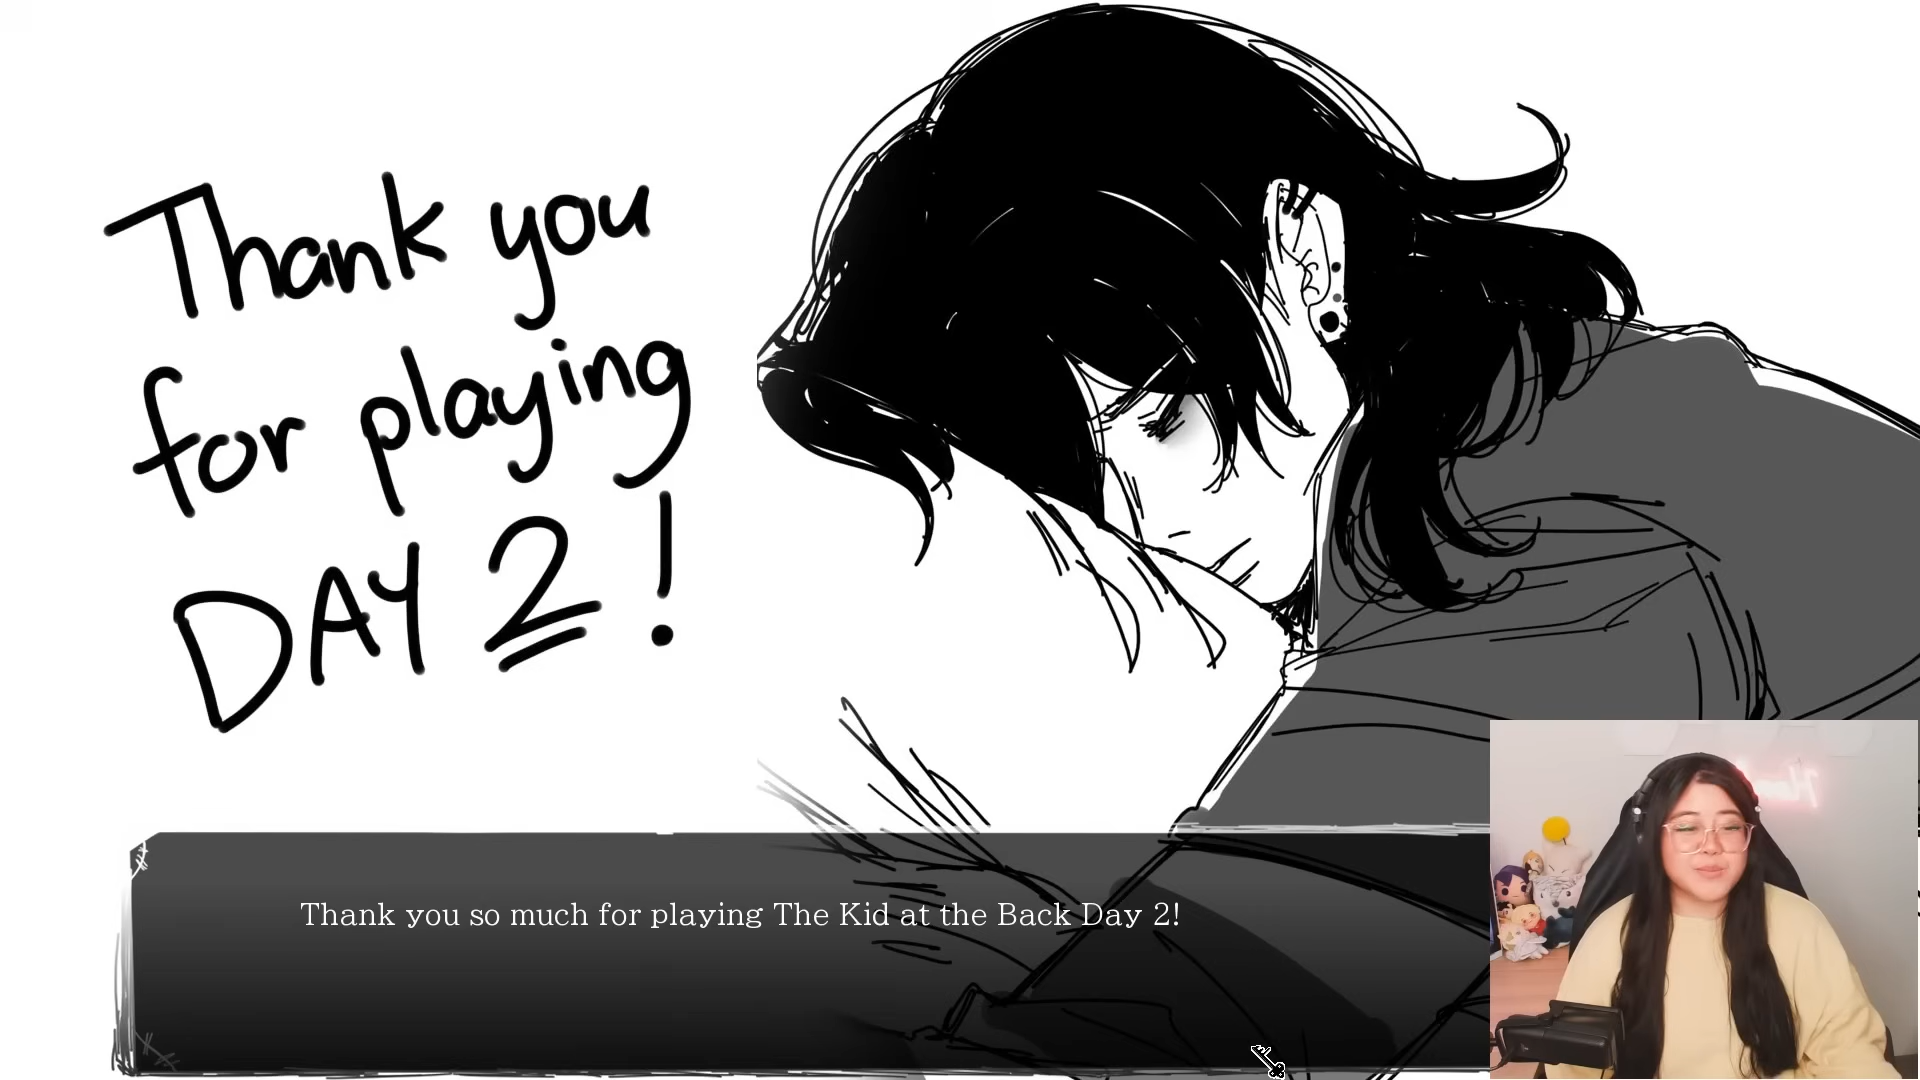 Thank you
for playing
DAY 2!
Thank you so much for playing The Kid at the Back Day 2!